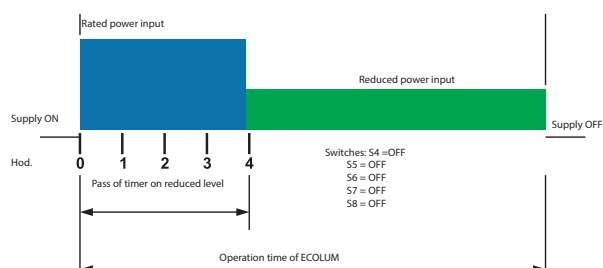 Rated power input
Reduced power input
Supply ON
Supply OFF
Hod.
0 1 2 3 4
Switches: S4 =OFF
S5 = OFF
S6 = OFF
S7 = OFF
S8 = OFF
Pass of timer on reduced level
Operation time of ECOLUM